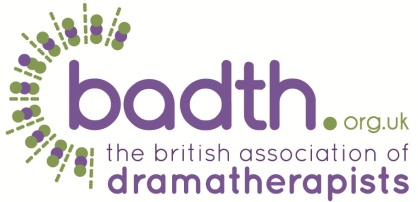 badth.org.uk
the british association of
dramatherapists